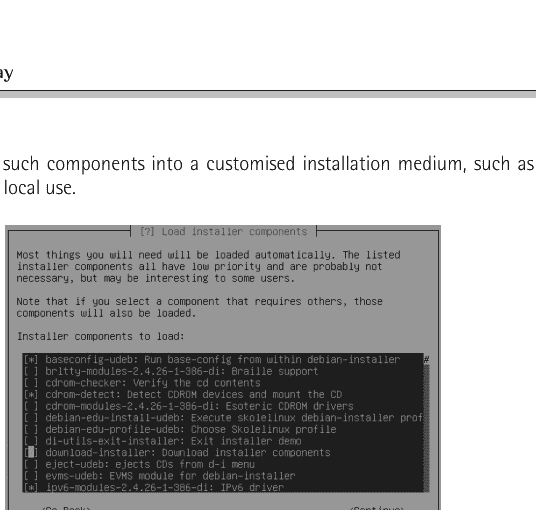 ay
such components into a customised installation medium, such as
local use.
[?] Load installer components
Most things you will need will be loaded automatically. The listed
installer components all have low priority and are probably not
necessary, but may be interesting to some users.
Note that if you select a component that requires others, those
components will also be loaded.
Installer components to load:
[*] baseconfig-udeb: Run base-config from within debian-installer #
[ ] brltty-modules-2.4.26-1-386-di: Braille support
[ ] cdrom-checker: Verify the cd contents
[*] cdrom-detect: Detect CDROM devices and mount the CD
[ ] cdrom-modules-2.4.26-1-386-di: Esoteric CDROM drivers
[ ] debian-edu-install-udeb: Execute skolelinux debian-installer prof
[ ] debian-edu-profile-udeb: Choose Skolelinux profile
[ ] di-utils-exit-installer: Exit installer demo
[ ] download-installer: Download installer components
[ ] eject-udeb: ejects CDs from d-i menu
[ ] evms-udeb: EVMS module for debian-installer
[*] ipv6-modules-2.4.26-1-386-di: IPv6 driver
<Go Back> <Continue>